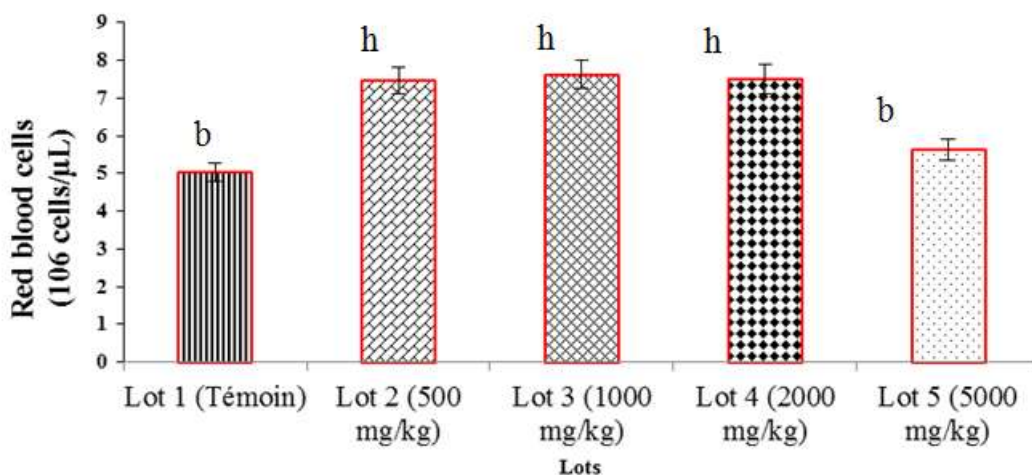 Red blood cells
(106 cells/µL)
9
8
7
6
5
4
3
2
1
0
b
h
h
h
b
Lot 1 (Témoin)
Lot 2 (500
mg/kg)
Lot 3 (1000
mg/kg)
Lot 4 (2000
mg/kg)
Lot 5 (5000
mg/kg)
Lots